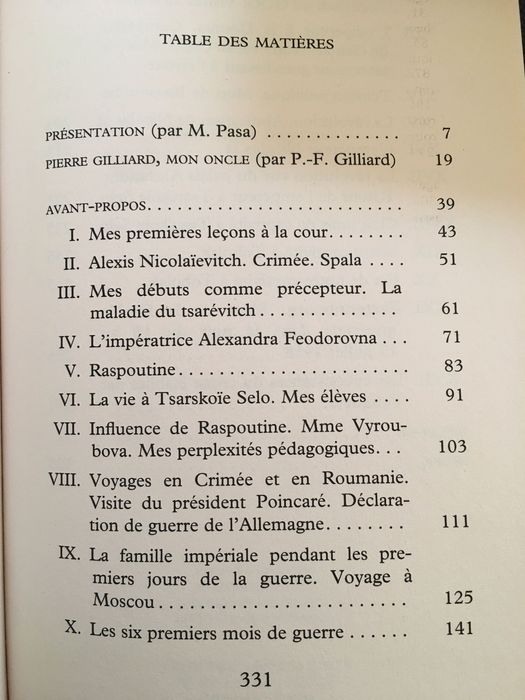 TABLE DES MATIÈRES
PRÉSENTATION (par M. Pasa) . . . . . . . . . . . . . . 7
PIERRE GILLIARD, MON ONCLE (par P.-F. Gilliard) 19
AVANT-PROPOS. . . . . . . . . . . . . . . . . . . . . . . . . . 39
I. Mes premières leçons à la cour. . . . . . . . 43
II. Alexis Nicolaïevitch. Crimée. Spala . . . . 51
III. Mes débuts comme précepteur. La
maladie du tsarévitch . . . . . . . . . . . . . . . 61
IV. L'impératrice Alexandra Feodorovna . . . 71
V. Raspoutine . . . . . . . . . . . . . . . . . . . . . . . . 83
VI. La vie à Tsarskoïe Selo. Mes élèves . . . . 91
VII. Influence de Raspoutine. Mme Vyrou-
bova. Mes perplexités pédagogiques. . . 103
VIII. Voyages en Crimée et en Roumanie.
Visite du président Poincaré. Déclara-
tion de guerre de l'Allemagne. . . . . . . . 111
IX. La famille impériale pendant les pre-
miers jours de la guerre. Voyage à
Moscou . . . . . . . . . . . . . . . . . . . . . . . . . . 125
X. Les six premiers mois de guerre . . . . . . 141
331